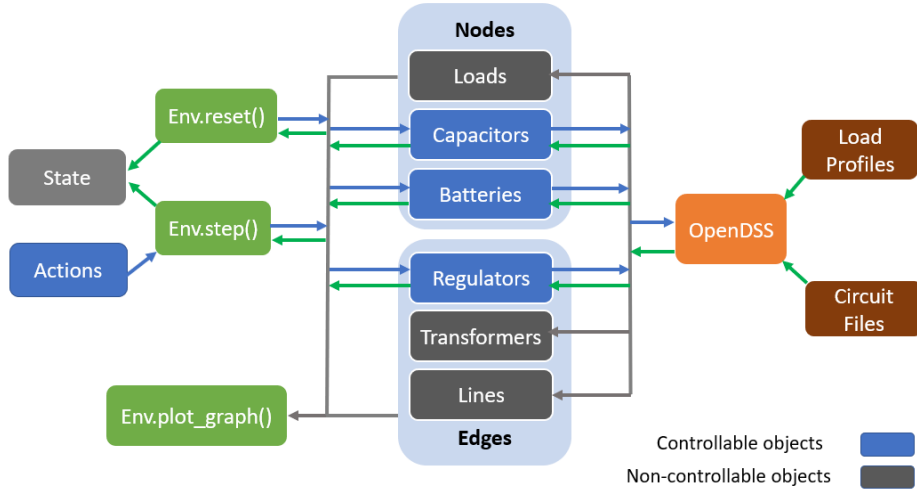 Nodes
Loads
Capacitors
Batteries
Env.reset()
State
Env.step()
Actions
Env.plot_graph()
Regulators
Transformers
Lines
Edges
OpenDSS
Load
Profiles
Circuit
Files
Controllable objects
Non-controllable objects